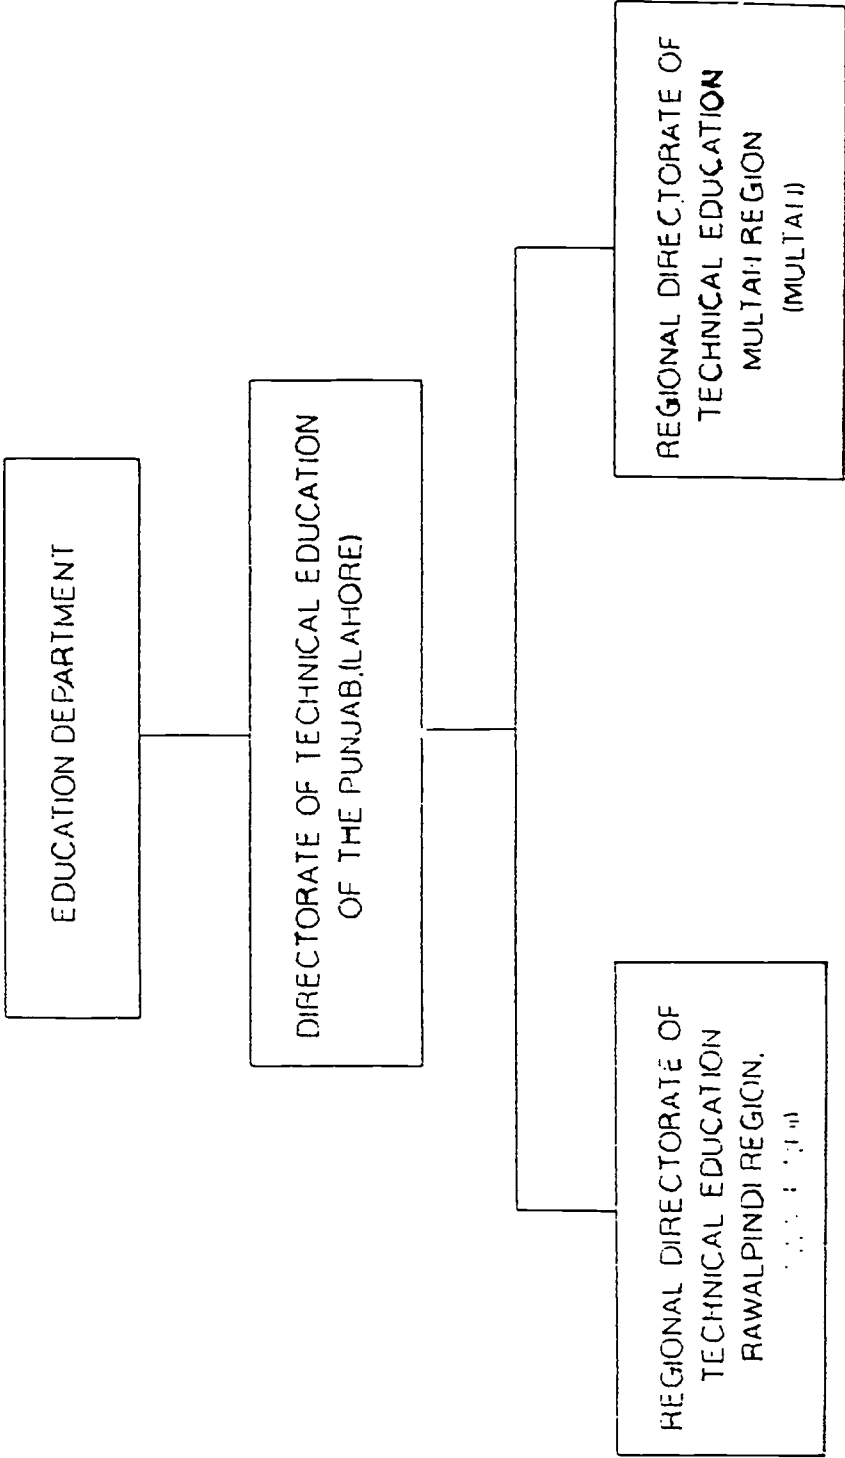 EDUCATION DEPARTMENT
DIRECTORATE OF TECHNICAL EDUCATION
OF THE PUNJAB,(LAHORE)
REGIONAL DIRECTORATE OF
TECHNICAL EDUCATION
RAWALPINDI REGION.
REGIONAL DIRECTORATE OF
TECHNICAL EDUCATION
MULTAN REGION
(MULTAN)